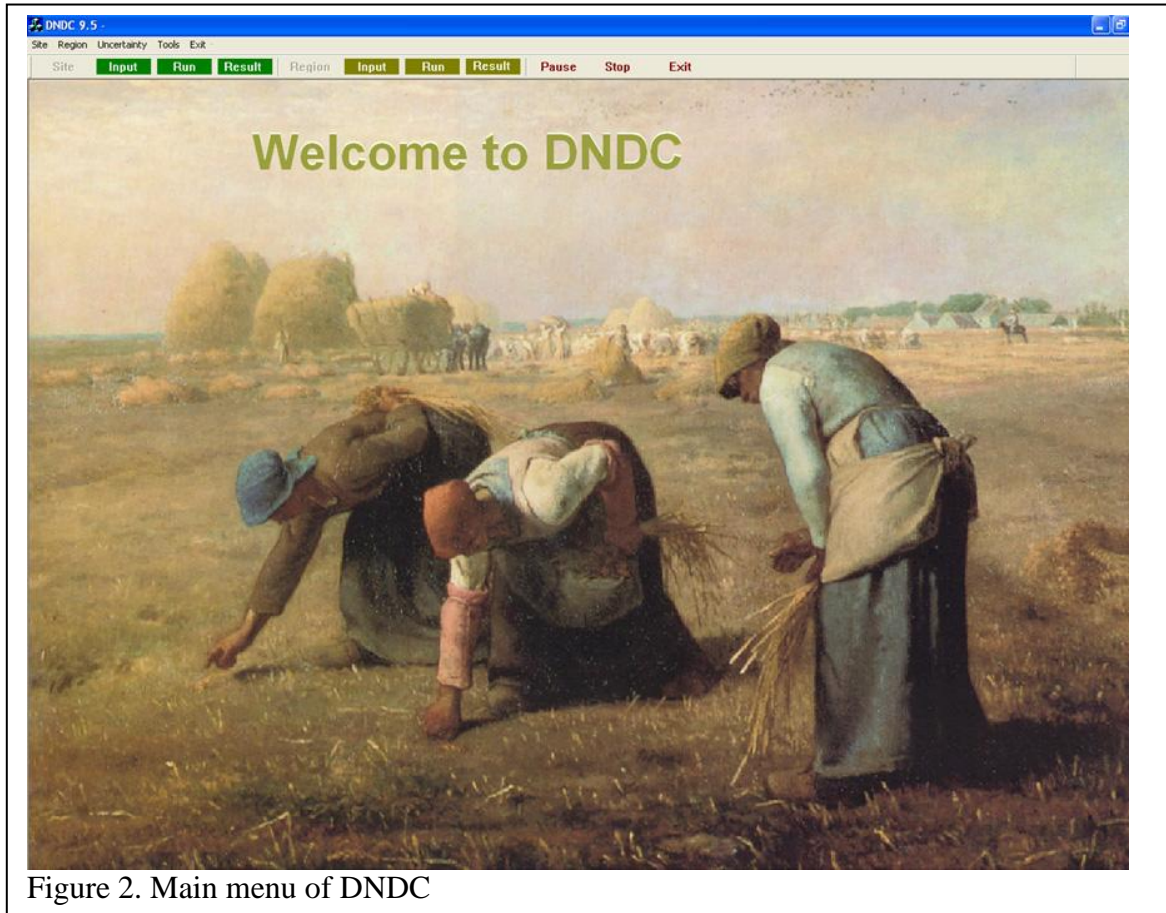 DNDC 9.5 -
Site Region Uncertainty Tools Exit
Site Input Run Result Region Input Run Result Pause Stop Exit
Welcome to DNDC
Figure 2. Main menu of DNDC